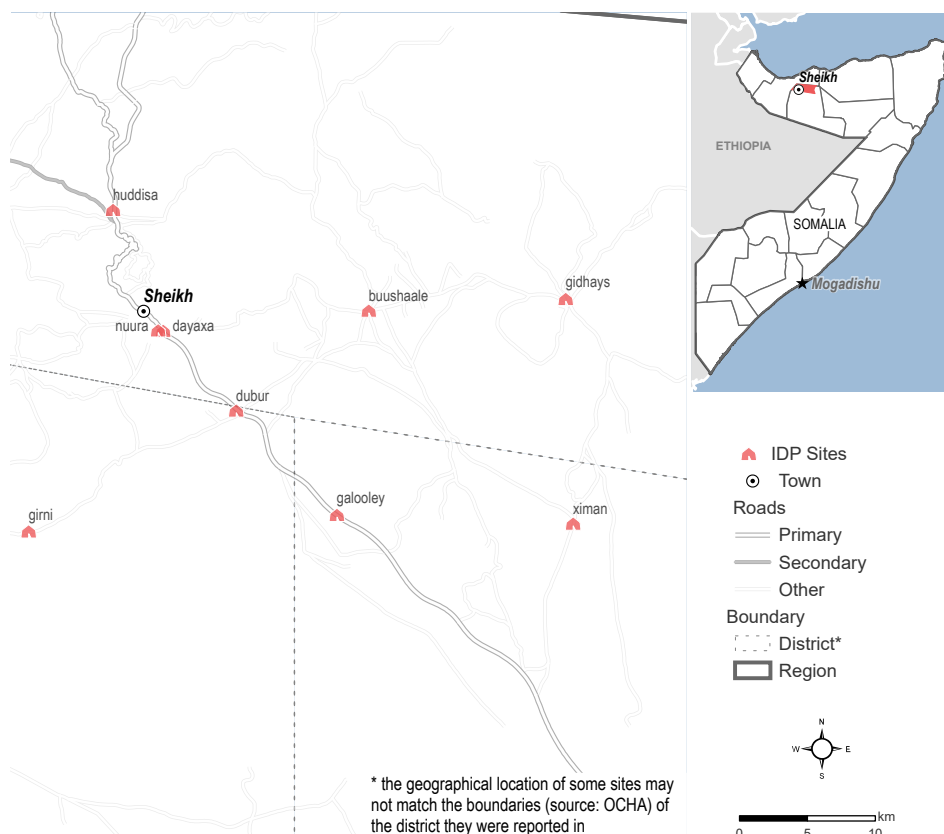 huddisa
Sheikh
nuura
dayaxa
buushaale
gidhays
dubur
galooley
girni
ximan
* the geographical location of some sites may
not match the boundaries (source: OCHA) of
the district they were reported in
Sheikh
ETHIOPIA
SOMALIA
Mogadishu
IDP Sites
Town
Roads
Primary
Secondary
Other
Boundary
District*
Region
N
W E
S
km
0 5 10